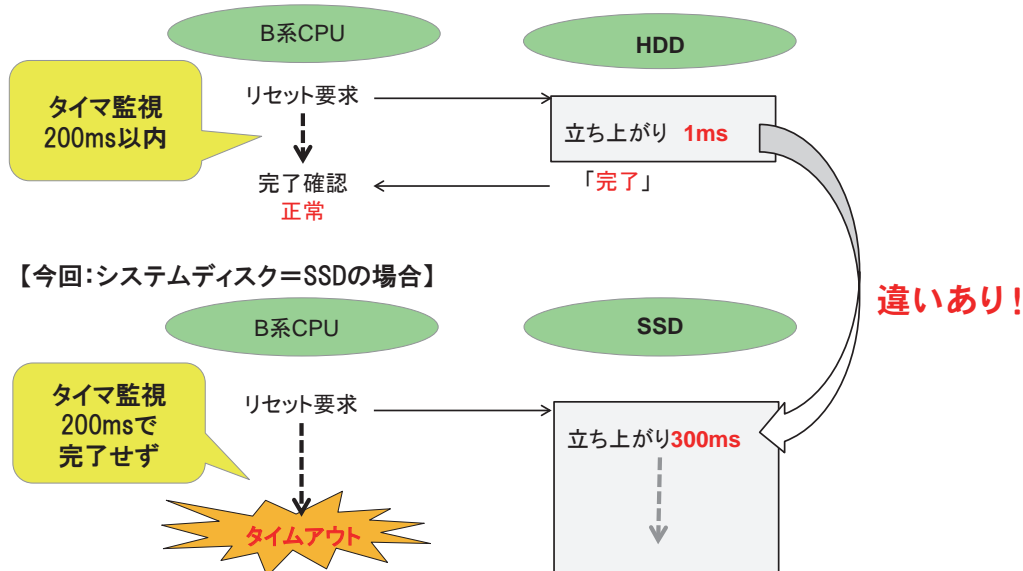 B系CPU
HDD
タイマ監視
200ms以内
リセット要求
立ち上がり 1ms
完了確認
正常
「完了」
【今回：システムディスク＝SSDの場合】
違いあり！
B系CPU
SSD
タイマ監視
200msで
完了せず
リセット要求
立ち上がり300ms
タイムアウト